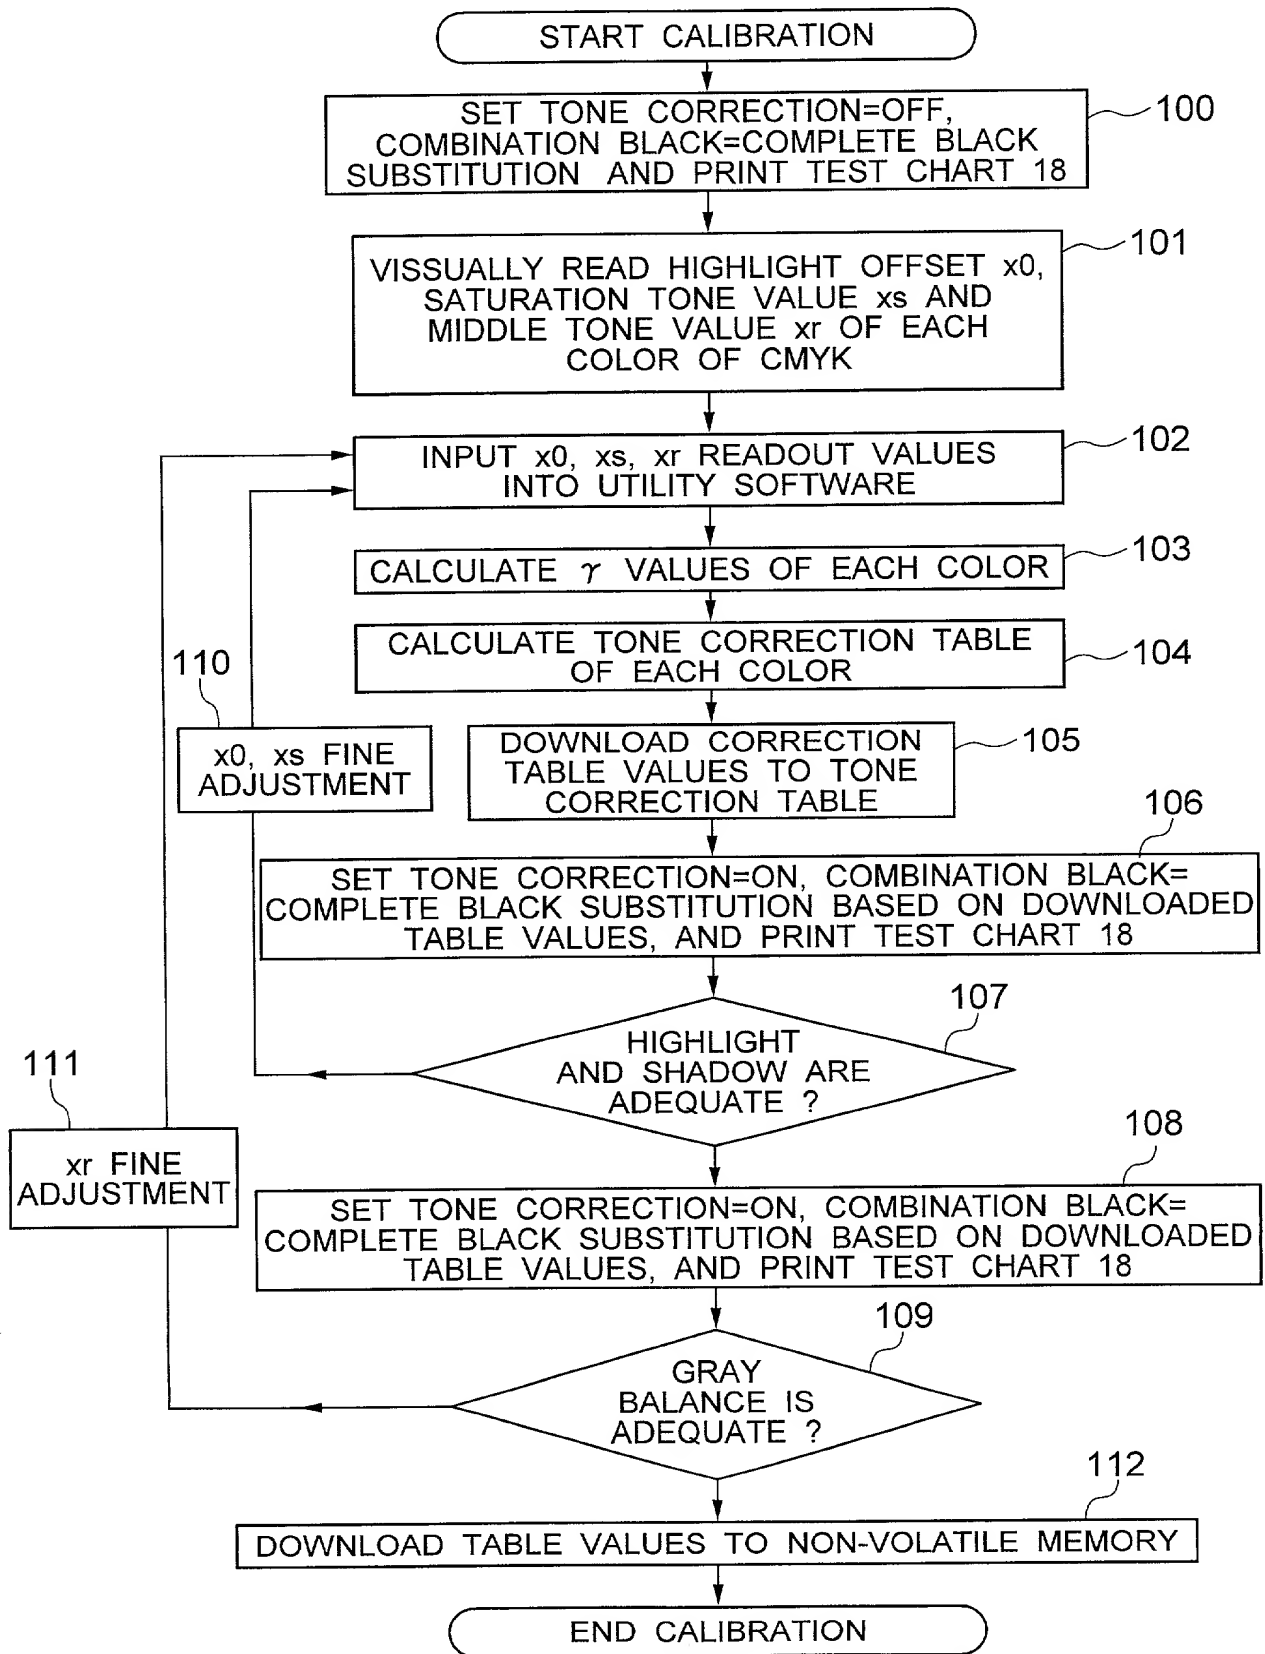 START CALIBRATION
SET TONE CORRECTION=OFF,
COMBINATION BLACK=COMPLETE BLACK
SUBSTITUTION AND PRINT TEST CHART 18
100
VISSUALLY READ HIGHLIGHT OFFSET x0,
SATURATION TONE VALUE xs AND
MIDDLE TONE VALUE xr OF EACH
COLOR OF CMYK
101
INPUT x0, xs, xr READOUT VALUES
INTO UTILITY SOFTWARE
102
CALCULATE γ VALUES OF EACH COLOR
103
CALCULATE TONE CORRECTION TABLE
OF EACH COLOR
104
110
x0, xs FINE
ADJUSTMENT
DOWNLOAD CORRECTION
TABLE VALUES TO TONE
CORRECTION TABLE
105
106
SET TONE CORRECTION=ON, COMBINATION BLACK=
COMPLETE BLACK SUBSTITUTION BASED ON DOWNLOADED
TABLE VALUES, AND PRINT TEST CHART 18
107
HIGHLIGHT
AND SHADOW ARE
ADEQUATE ?
111
xr FINE
ADJUSTMENT
108
SET TONE CORRECTION=ON, COMBINATION BLACK=
COMPLETE BLACK SUBSTITUTION BASED ON DOWNLOADED
TABLE VALUES, AND PRINT TEST CHART 18
109
GRAY
BALANCE IS
ADEQUATE ?
112
DOWNLOAD TABLE VALUES TO NON-VOLATILE MEMORY
END CALIBRATION